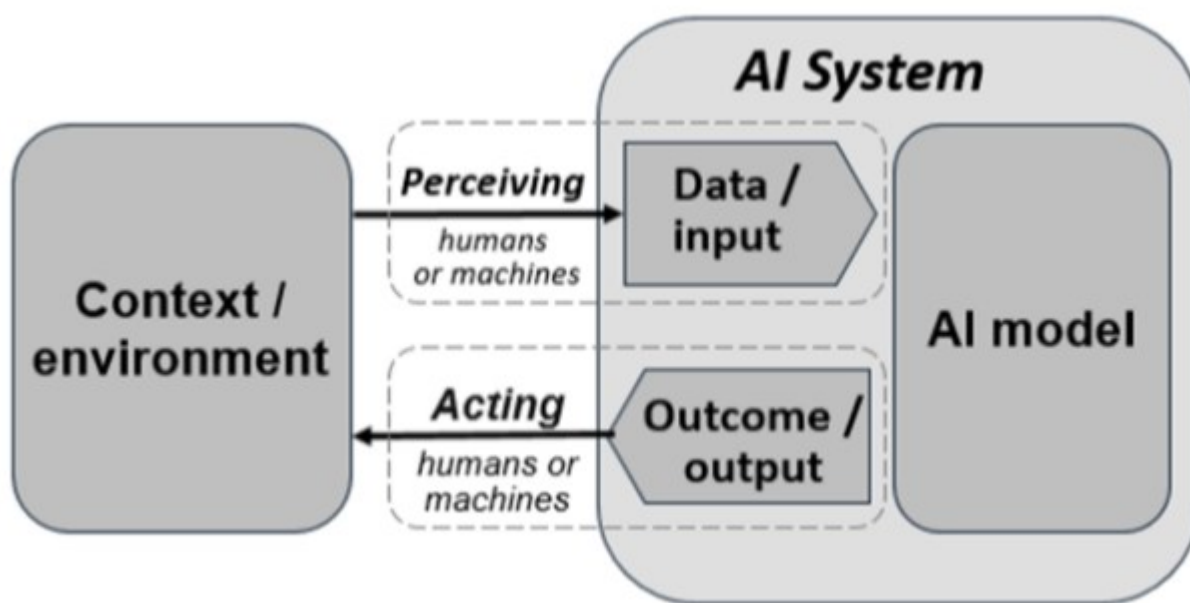 AI System
Context /
environment
Perceiving
humans
or machines
Data /
input
Acting
humans or
machines
Outcome /
output
AI model